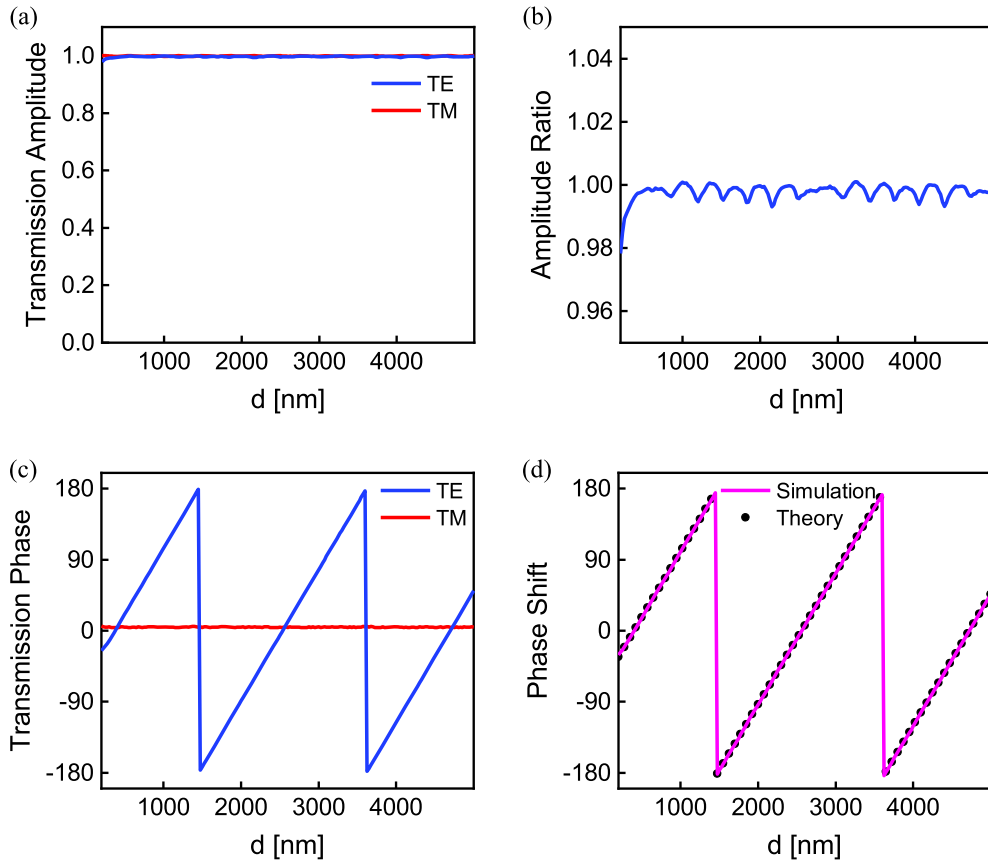 (a)
Transmission Amplitude
1.0
0.8
0.6
0.4
0.2
0.0
TE
TM
1000 2000 3000 4000
d [nm]
(b)
Amplitude Ratio
1.04
1.02
1.00
0.98
0.96
1000 2000 3000 4000
d [nm]
(c)
Transmission Phase
180
90
0
-90
-180
TE
TM
1000 2000 3000 4000
d [nm]
(d)
Phase Shift
180
90
0
-90
-180
Simulation
Theory
1000 2000 3000 4000
d [nm]